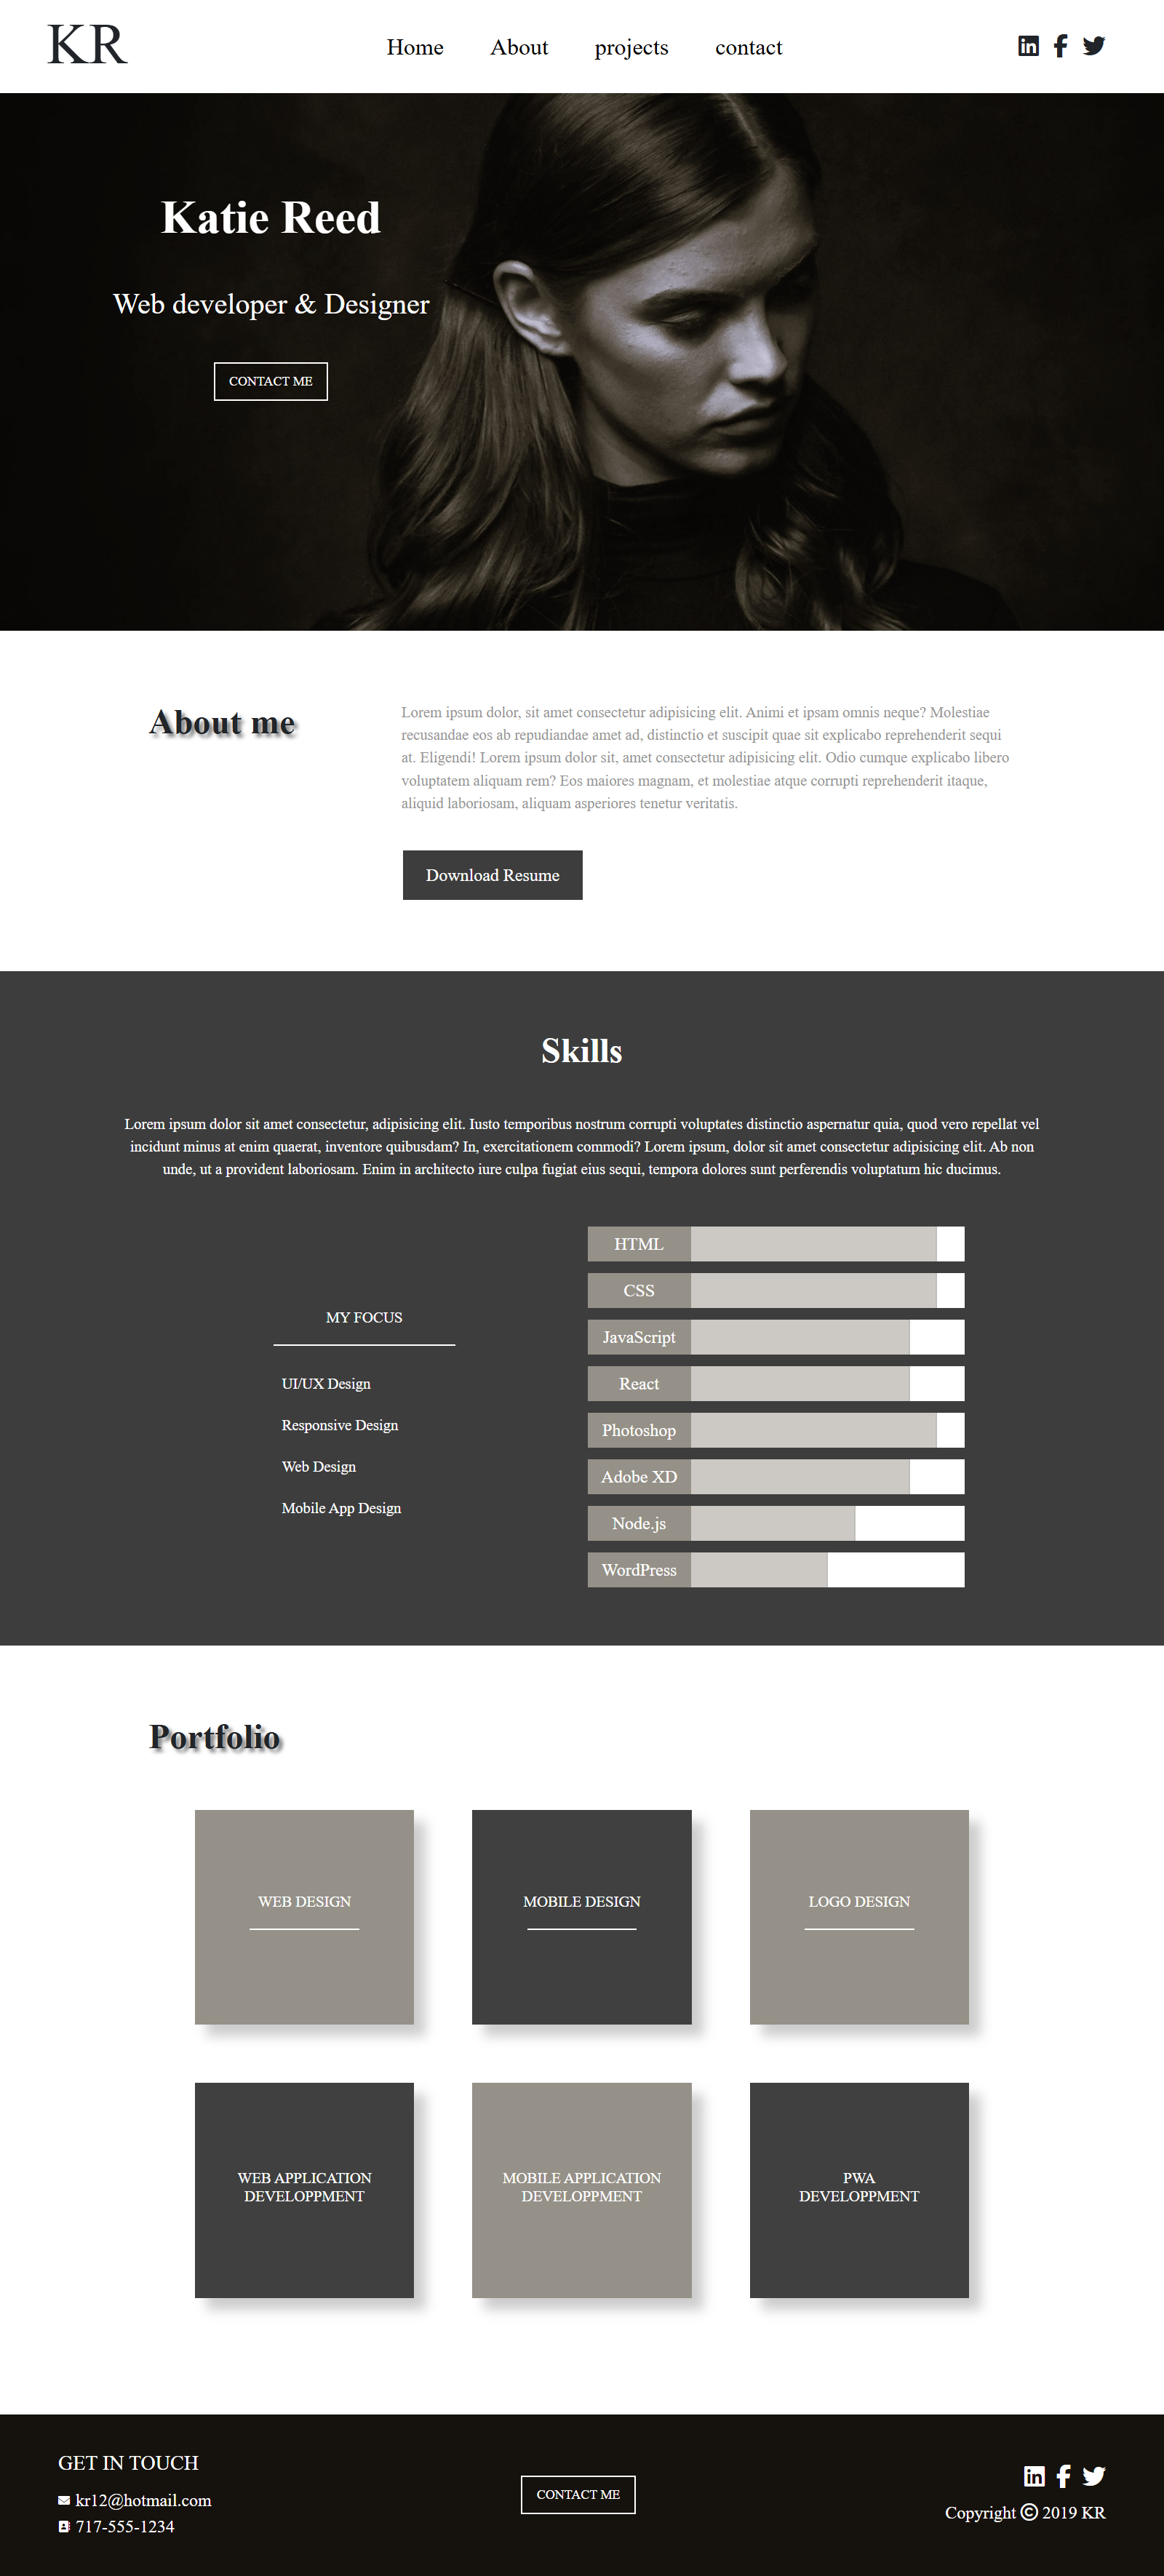 KR
Home About projects contact
Katie Reed
Web developer & Designer
CONTACT ME
About me
Lorem ipsum dolor, sit amet consectetur adipisicing elit. Animi et ipsam omnis neque? Molestiae
recusandae eos ab repudiandae amet ad, distinctio et suscipit quae sit explicabo reprehenderit sequi
at. Eligendi! Lorem ipsum dolor sit, amet consectetur adipisicing elit. Odio cumque explicabo libero
voluptatem aliquam rem? Eos maiores magnam, et molestiae atque corrupti reprehenderit itaque,
aliquid laboriosam, aliquam asperiores tenetur veritatis.
Download Resume
Skills
Lorem ipsum dolor sit amet consectetur, adipisicing elit. Iusto temporibus nostrum corrupti voluptates distinctio aspernatur quia, quod vero repellat vel
incidunt minus at enim quaerat, inventore quibusdam? In, exercitationem commodi? Lorem ipsum, dolor sit amet consectetur adipisicing elit. Ab non
unde, ut a provident laboriosam. Enim in architecto iure culpa fugiat eius sequi, tempora dolores sunt perferendis voluptatum hic ducimus.
MY FOCUS
UI/UX Design
Responsive Design
Web Design
Mobile App Design
HTML
CSS
JavaScript
React
Photoshop
Adobe XD
Node.js
WordPress
Portfolio
WEB DESIGN
MOBILE DESIGN
LOGO DESIGN
WEB APPLICATION
DEVELOPPMENT
MOBILE APPLICATION
DEVELOPPMENT
PWA
DEVELOPPMENT
GET IN TOUCH
kr12@hotmail.com
717-555-1234
CONTACT ME
Copyright © 2019 KR